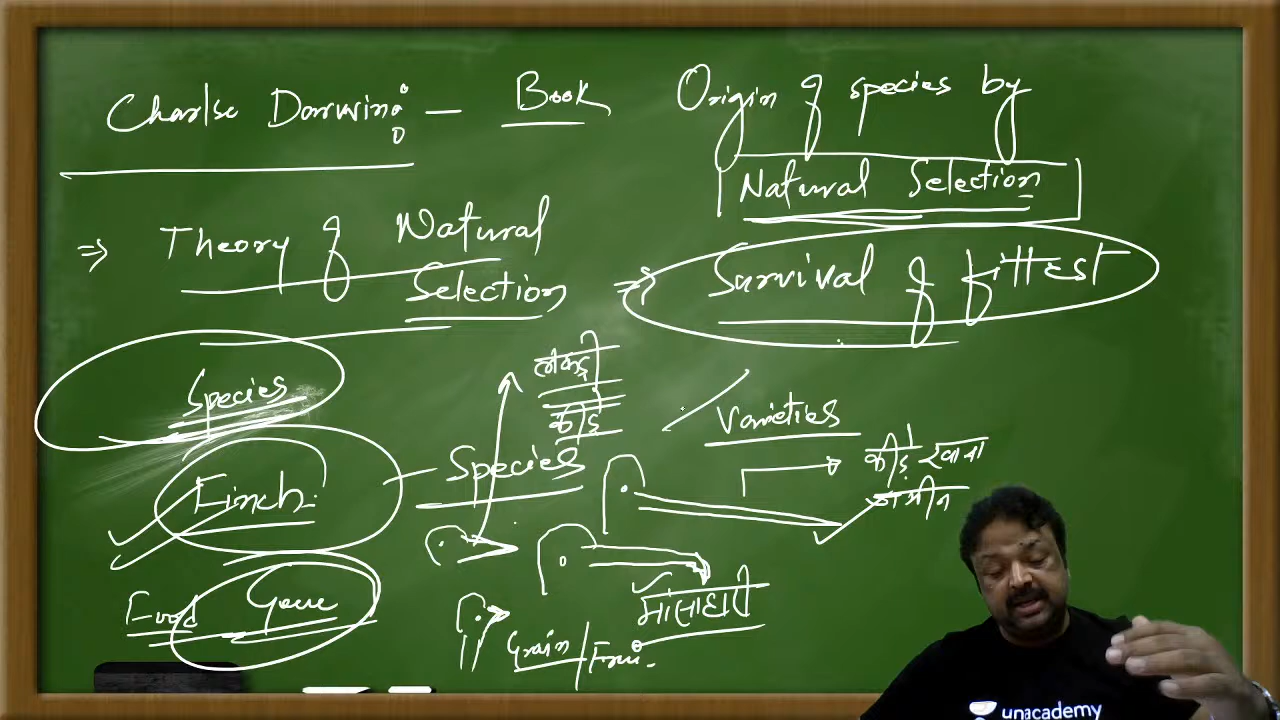 Charlse Darwin :- Book
Origin of species by
Natural Selection
⇒ Theory of Natural
Selection ⇒ Survival of fittest
Species
लकड़ी
कीड़े
Varieties
Finch - Species
कीड़े खाना
जमीन
Food Gene
मांसाहारी
Grain/Frui
unacademy